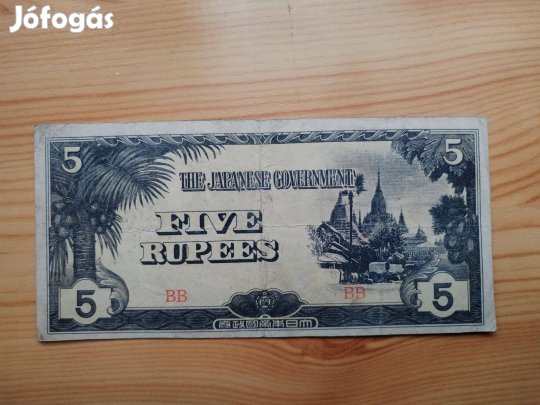 Jófogás
5 5
THE JAPANESE GOVERNMENT
FIVE
RUPEES
BB BB
5 5
府政國帝本日大